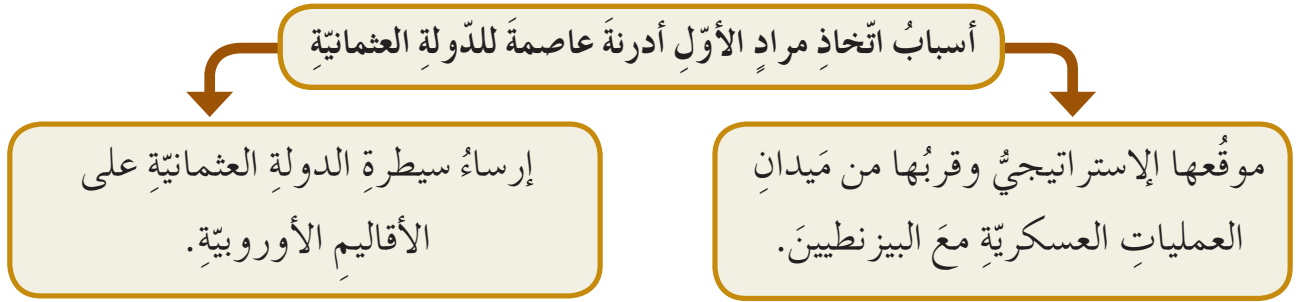 أسبابُ اتّخاذِ مرادٍ الأوّلِ أدرنةَ عاصمةَ للدّولةِ العثمانيّةِ
موقُعها الإستراتيجيُّ وقربُها من مَيدانِ
العملياتِ العسكريّةِ معَ البيزنطيينَ.
إرساءُ سيطرةِ الدولةِ العثمانيّةِ على
الأقاليمِ الأوروبيّةِ.